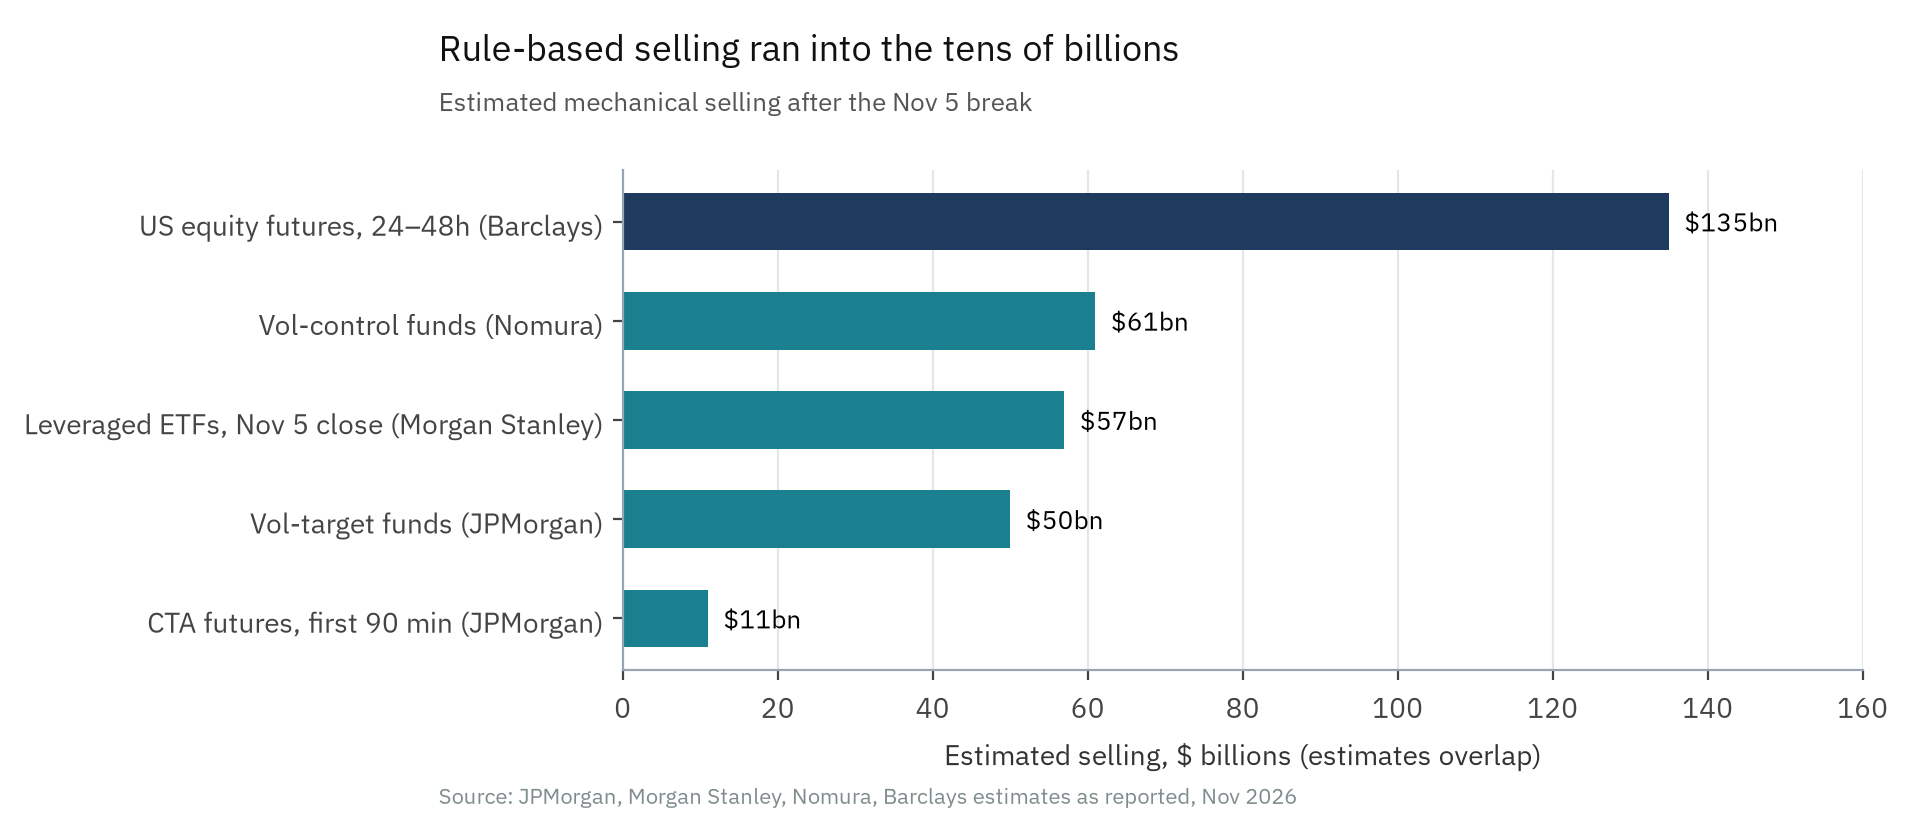 Rule-based selling ran into the tens of billions
Estimated mechanical selling after the Nov 5 break
US equity futures, 24–48h (Barclays)
$135bn
Vol-control funds (Nomura)
$61bn
Leveraged ETFs, Nov 5 close (Morgan Stanley)
$57bn
Vol-target funds (JPMorgan)
$50bn
CTA futures, first 90 min (JPMorgan)
$11bn
0 20 40 60 80 100 120 140 160
Estimated selling, $ billions (estimates overlap)
Source: JPMorgan, Morgan Stanley, Nomura, Barclays estimates as reported, Nov 2026